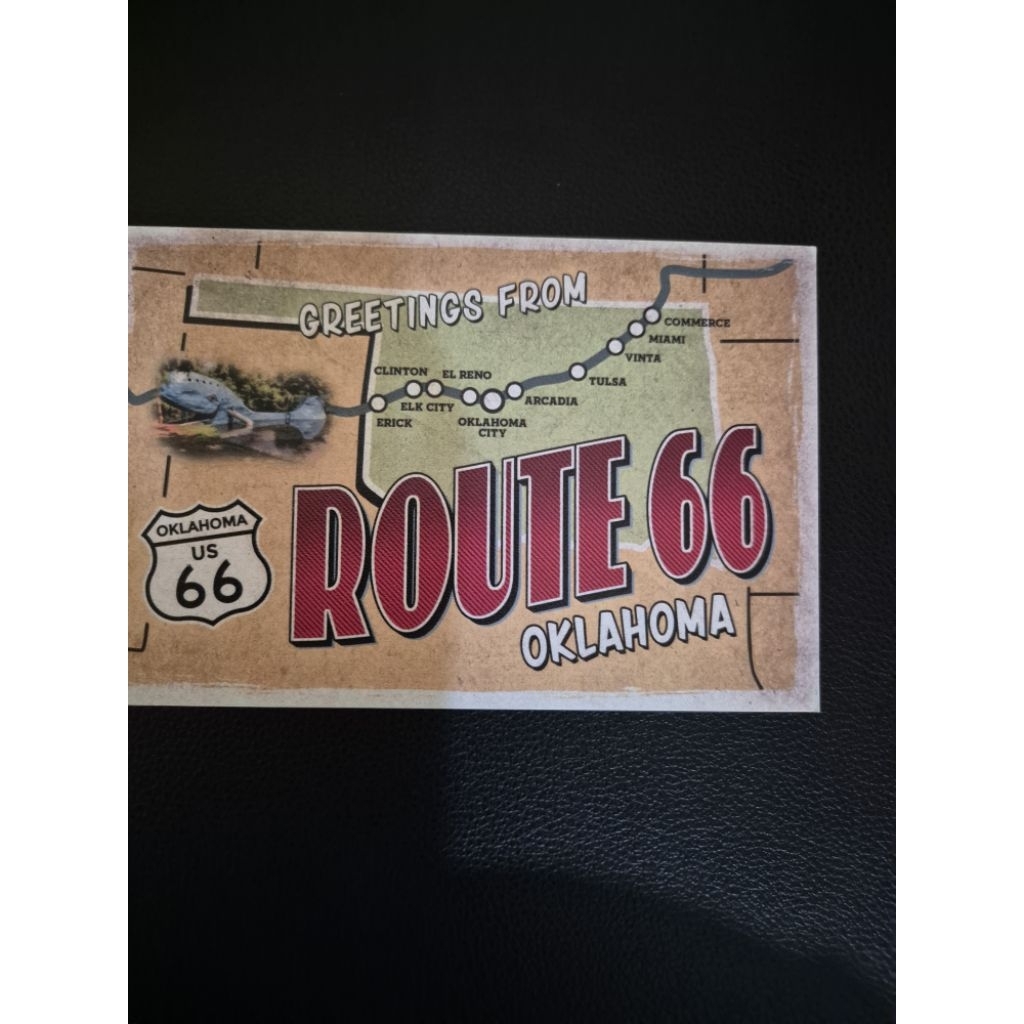 GREETINGS FROM
COMMERCE
MIAMI
VINTA
TULSA
CLINTON
EL RENO
ARCADIA
ELK CITY
OKLAHOMA
CITY
ERICK
ROUTE 66
OKLAHOMA
US
66
OKLAHOMA